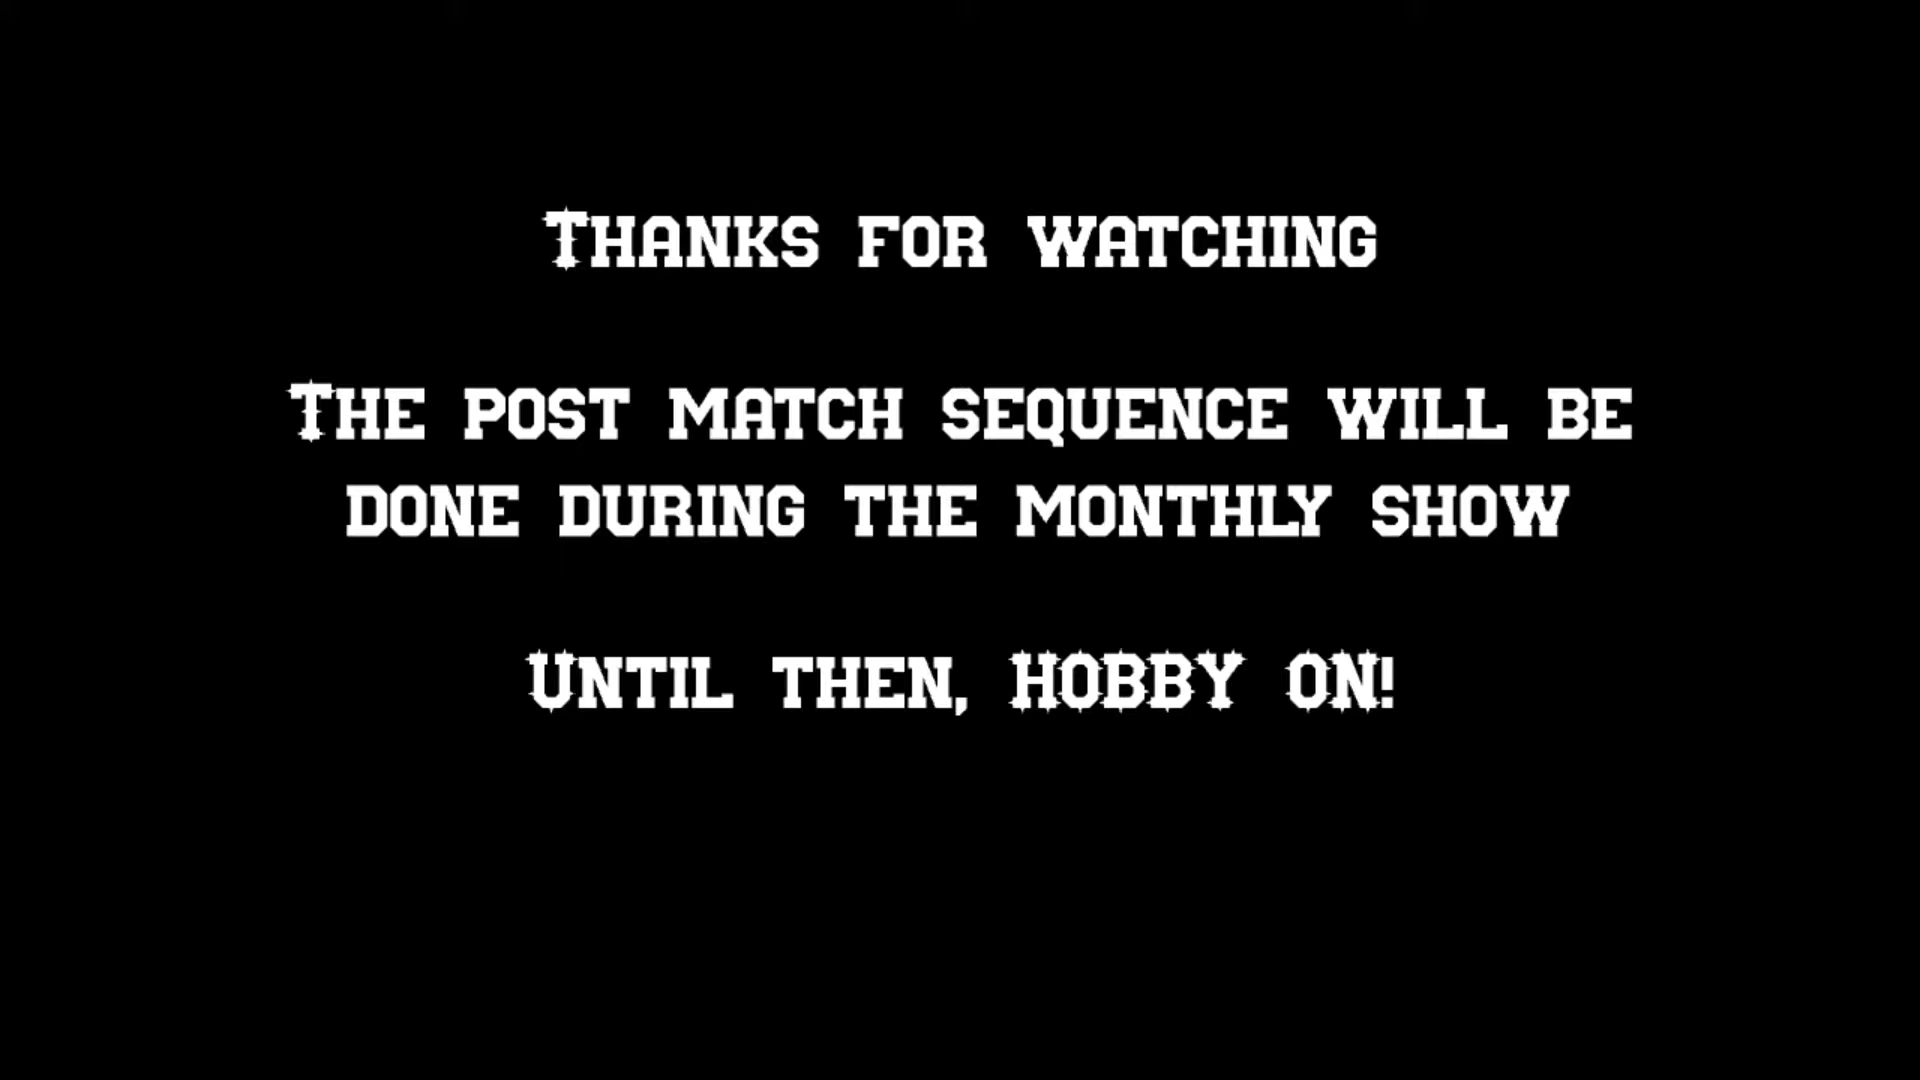 Thanks for watching
The post match sequence will be
done during the monthly show
Until then, HOBBY ON!